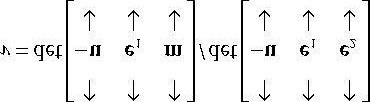 v = det[ ↑ ↑ ↑
−u e₁ m
↓ ↓ ↓ ] / det[ ↑ ↑ ↑
−u e₁ e₂
↓ ↓ ↓ ]